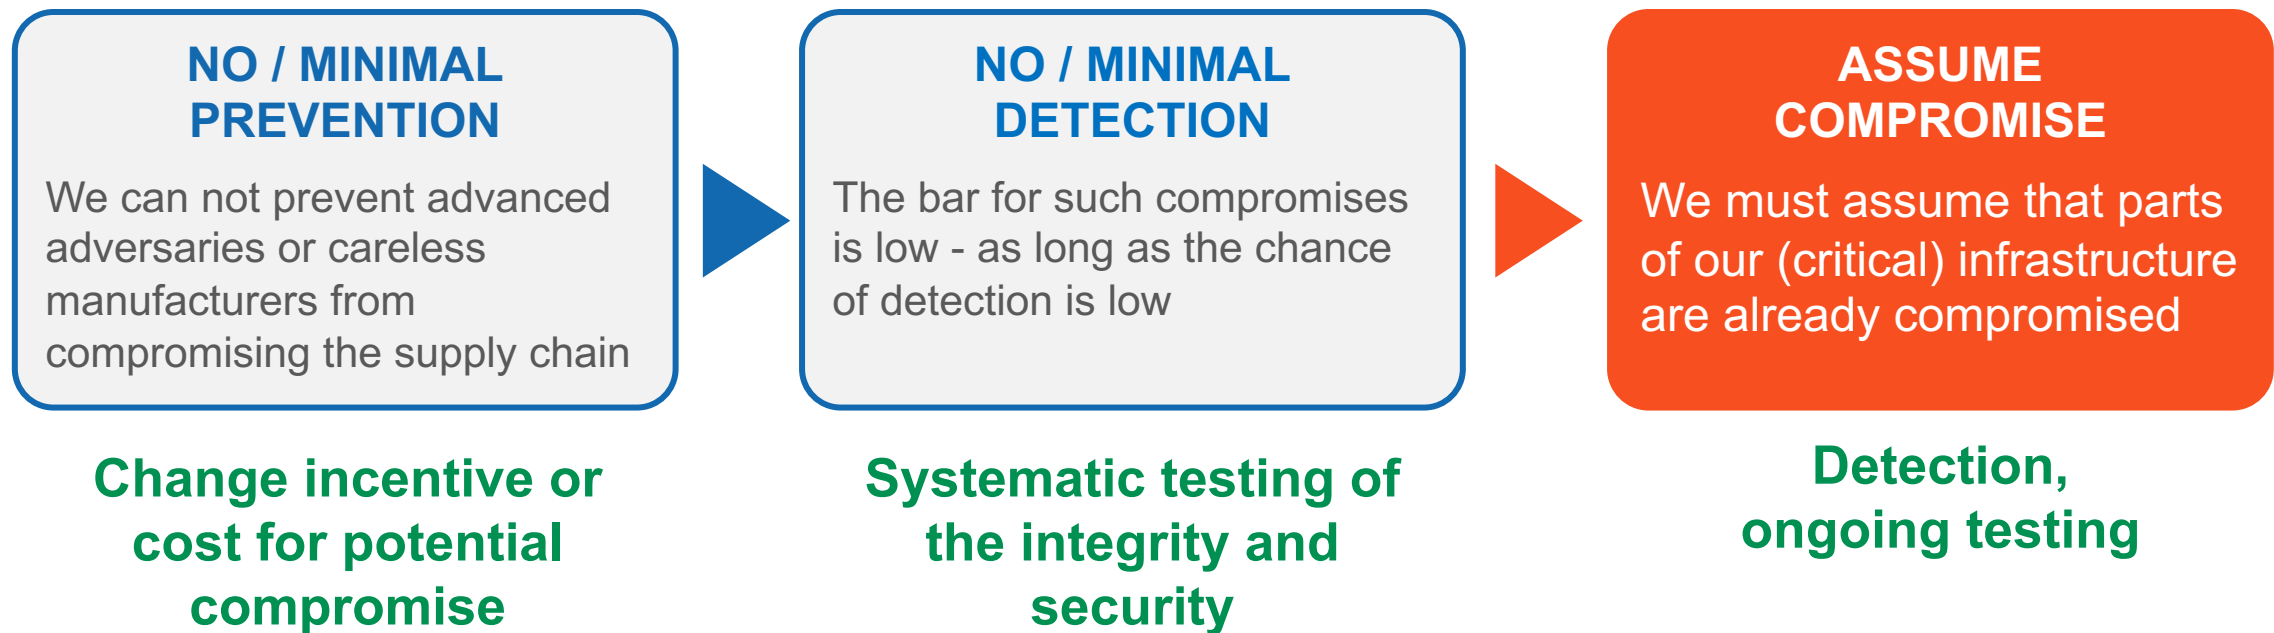 NO / MINIMAL
PREVENTION
We can not prevent advanced
adversaries or careless
manufacturers from
compromising the supply chain
Change incentive or
cost for potential
compromise
NO / MINIMAL
DETECTION
The bar for such compromises
is low - as long as the chance
of detection is low
Systematic testing of
the integrity and
security
ASSUME
COMPROMISE
We must assume that parts
of our (critical) infrastructure
are already compromised
Detection,
ongoing testing